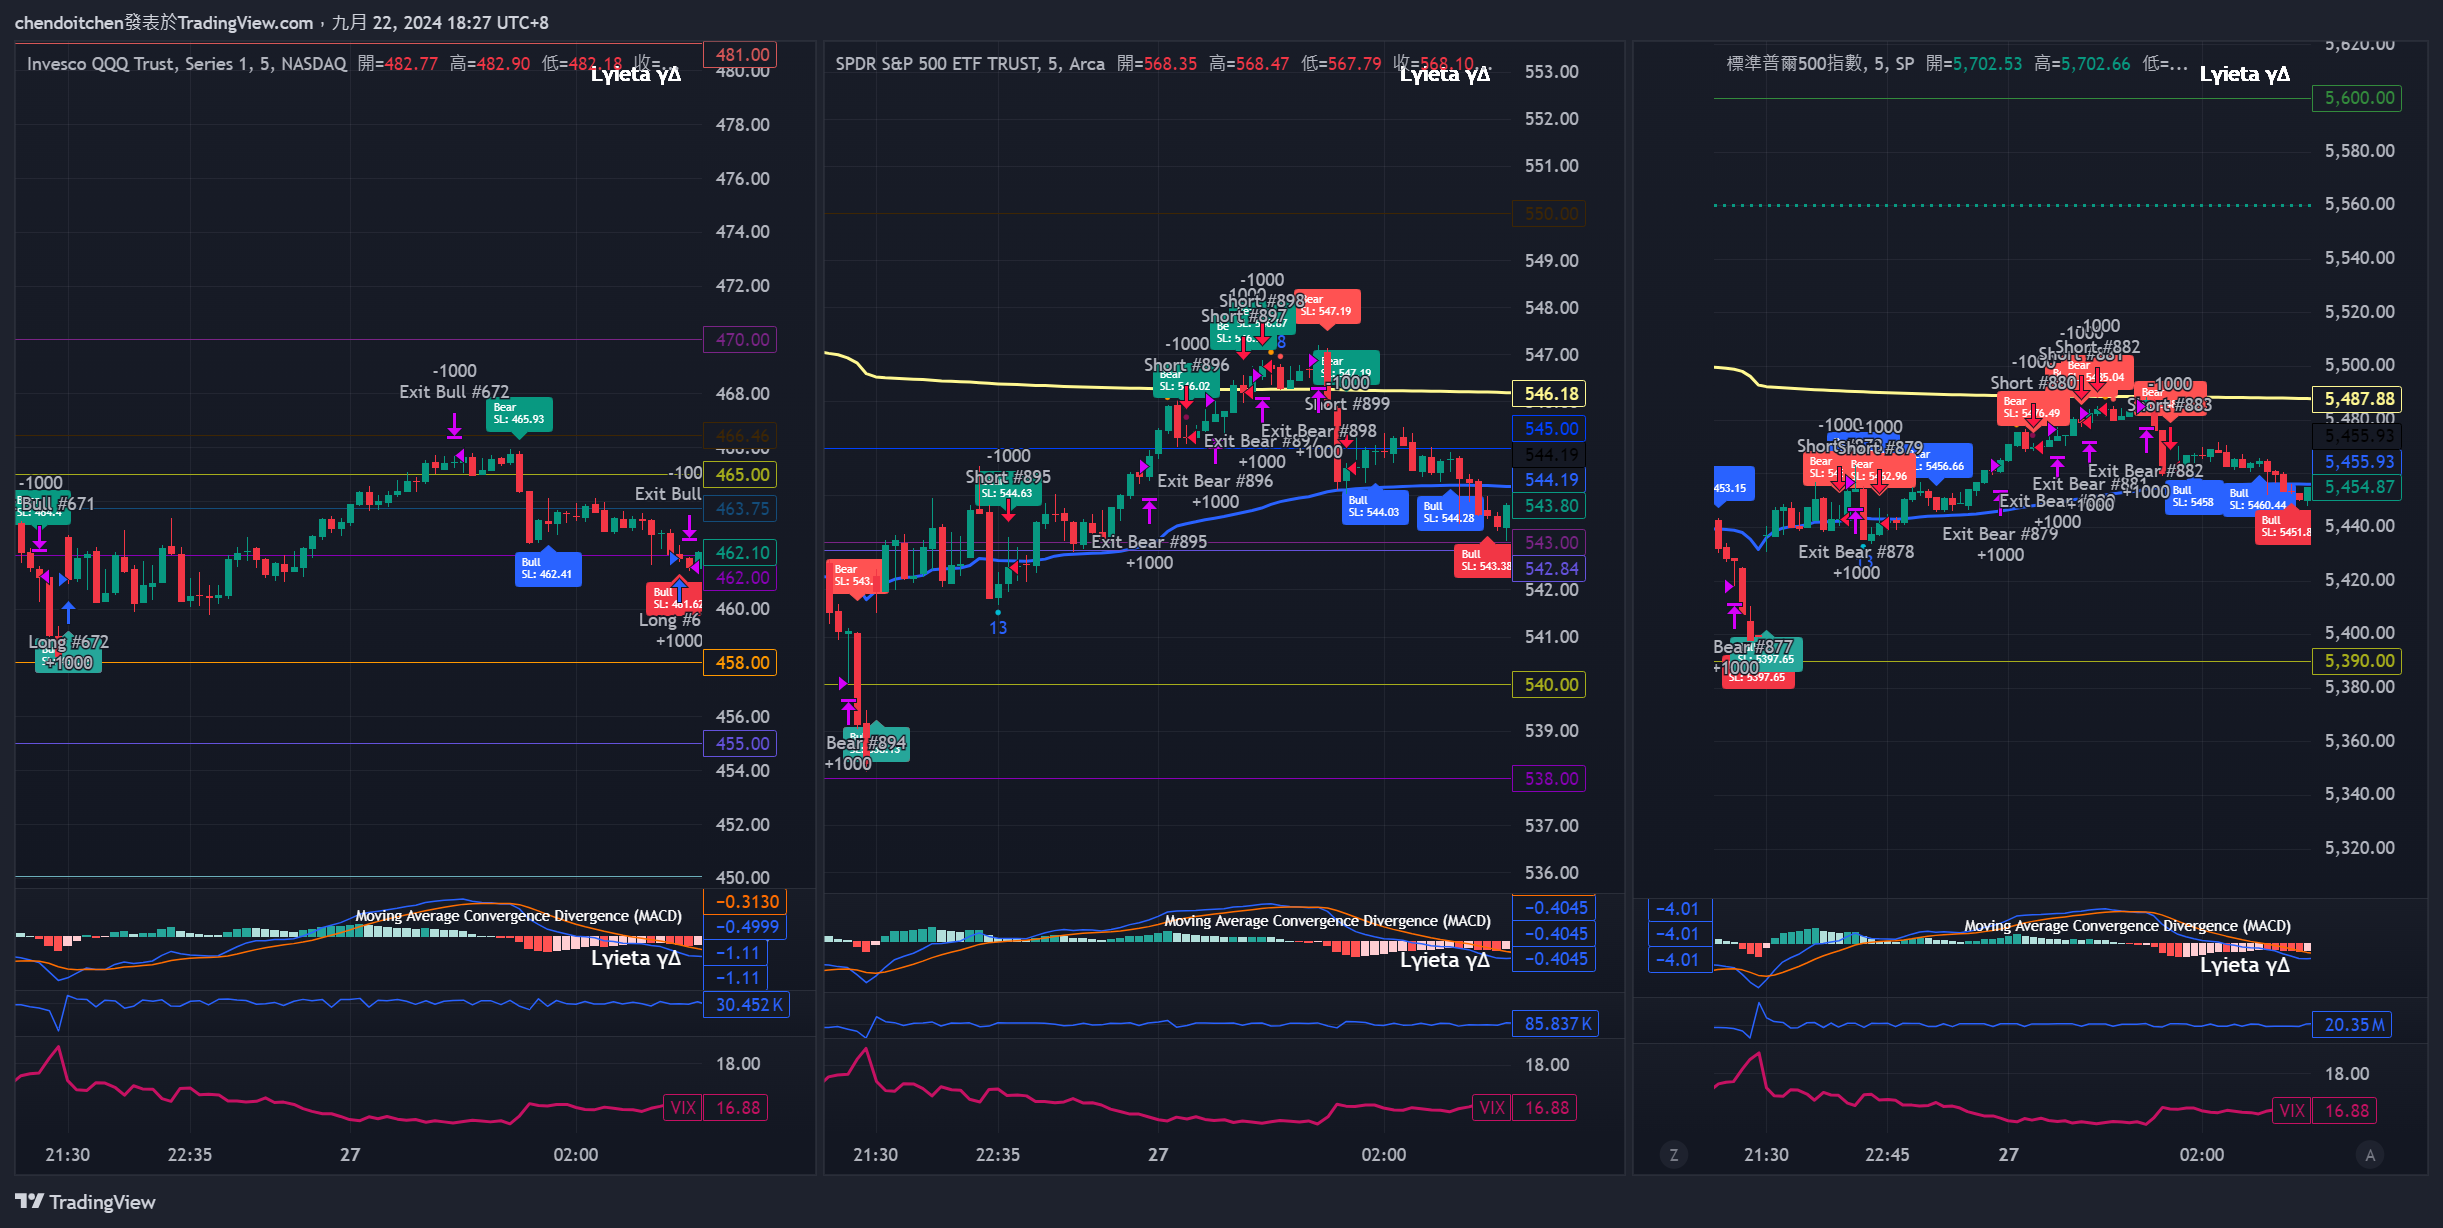 chendoitchen發表於TradingView.com，九月 22, 2024 18:27 UTC+8
Invesco QQQ Trust, Series 1, 5, NASDAQ 開=482.77 高=482.90 低=482.18 收=...
Lyieta γΔ
481.00
480.00
478.00
476.00
474.00
472.00
470.00
468.00
466.46
466.00
465.00
463.75
462.10
462.00
460.00
458.00
456.00
455.00
454.00
452.00
450.00
-1000
Exit Bull #672
Bear
SL: 465.93
-1000
Bull #671
Bull
SL: 462.41
-100
Exit Bull
Bull
SL: 461.62
Long #6
+1000
Long #672
+1000
Moving Average Convergence Divergence (MACD)
Lyieta γΔ
−0.3130
−0.4999
−1.11
−1.11
30.452K
18.00
VIX 16.88
21:30 22:35 27 02:00
SPDR S&P 500 ETF TRUST, 5, Arca 開=568.35 高=568.47 低=567.79 收=568.10...
Lyieta γΔ
553.00
552.00
551.00
550.00
549.00
548.00
547.00
546.18
545.00
544.19
544.19
543.80
543.00
542.84
542.00
541.00
540.00
539.00
538.00
537.00
536.00
-1000
Short #898
Bear
SL: 547.19
Short #897
-1000
Short #896
Bear
SL: 546.02
8
Bear
SL: 547.19
-1000
Short #899
Exit Bear #898
+1000
Exit Bear #897
+1000
Exit Bear #896
+1000
-1000
Short #895
SL: 544.63
Exit Bear #895
+1000
Bull
SL: 544.03
Bull
SL: 544.28
Bull
SL: 543.38
Bear
SL: 543.
13
Bear #894
+1000
Moving Average Convergence Divergence (MACD)
Lyieta γΔ
−0.4045
−0.4045
−0.4045
85.837K
18.00
VIX 16.88
21:30 22:35 27 02:00
標準普爾500指數, 5, SP 開=5,702.53 高=5,702.66 低=...
Lyieta γΔ
5,620.00
5,600.00
5,580.00
5,560.00
5,540.00
5,520.00
5,500.00
5,487.88
5,480.00
5,455.93
5,455.93
5,454.87
5,440.00
5,420.00
5,400.00
5,390.00
5,380.00
5,360.00
5,340.00
5,320.00
-1000
Short #882
Short #880
Bear
-1000
Short #883
-1000
Short #879
Bear
SL: 5456.66
453.15
Exit Bear #882
+1000
Exit Bear #881
+1000
+1000
Exit Bear #879
+1000
Exit Bear #878
+1000
13
Bull
SL: 5458
Bull
SL: 5460.44
Bull
SL: 5451.8
Bear #877
+1000
SL: 5397.65
SL: 5397.65
Moving Average Convergence Divergence (MACD)
Lyieta γΔ
−4.01
−4.01
−4.01
20.35M
18.00
VIX 16.88
Z 21:30 22:45 27 02:00 A
TradingView